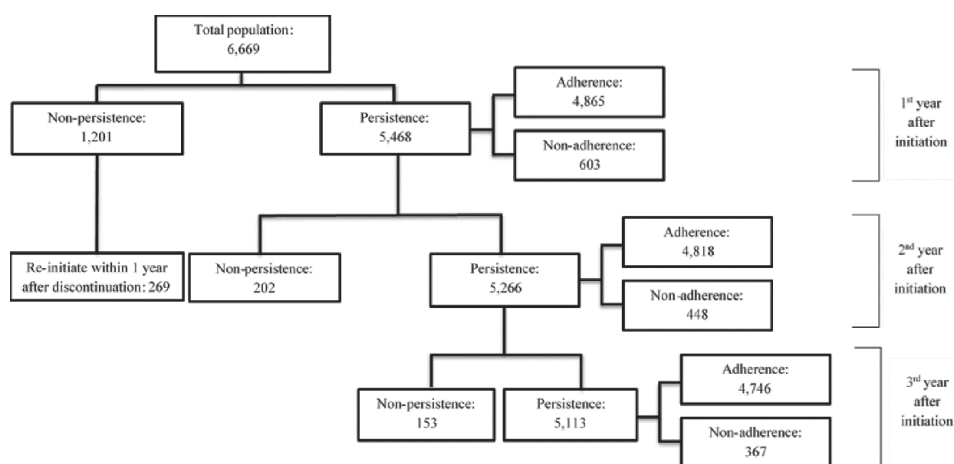 Total population:
6,669
Non-persistence:
1,201
Persistence:
5,468
Adherence:
4,865
Non-adherence:
603
1st year
after
initiation
Re-initiate within 1 year
after discontinuation: 269
Non-persistence:
202
Persistence:
5,266
Adherence:
4,818
Non-adherence:
448
2nd year
after
initiation
Non-persistence:
153
Persistence:
5,113
Adherence:
4,746
Non-adherence:
367
3rd year
after
initiation